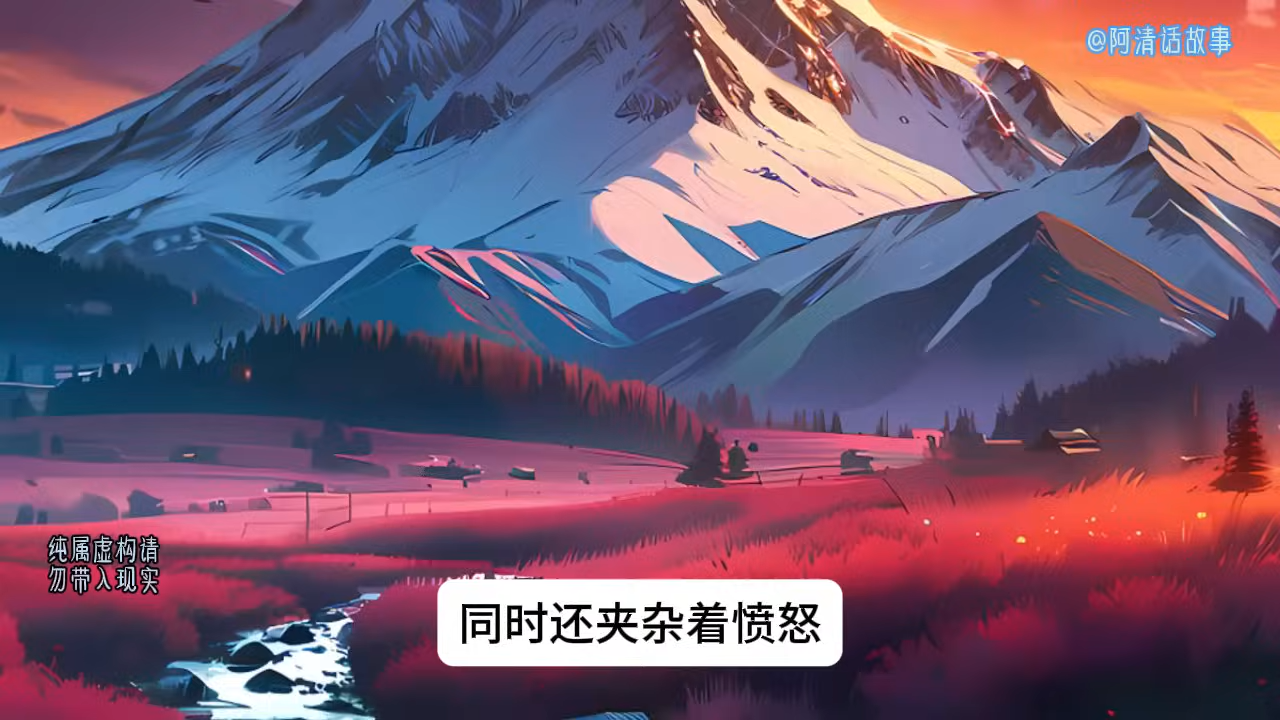 @阿清话故事
纯属虚构请
勿带入现实
同时还夹杂着愤怒